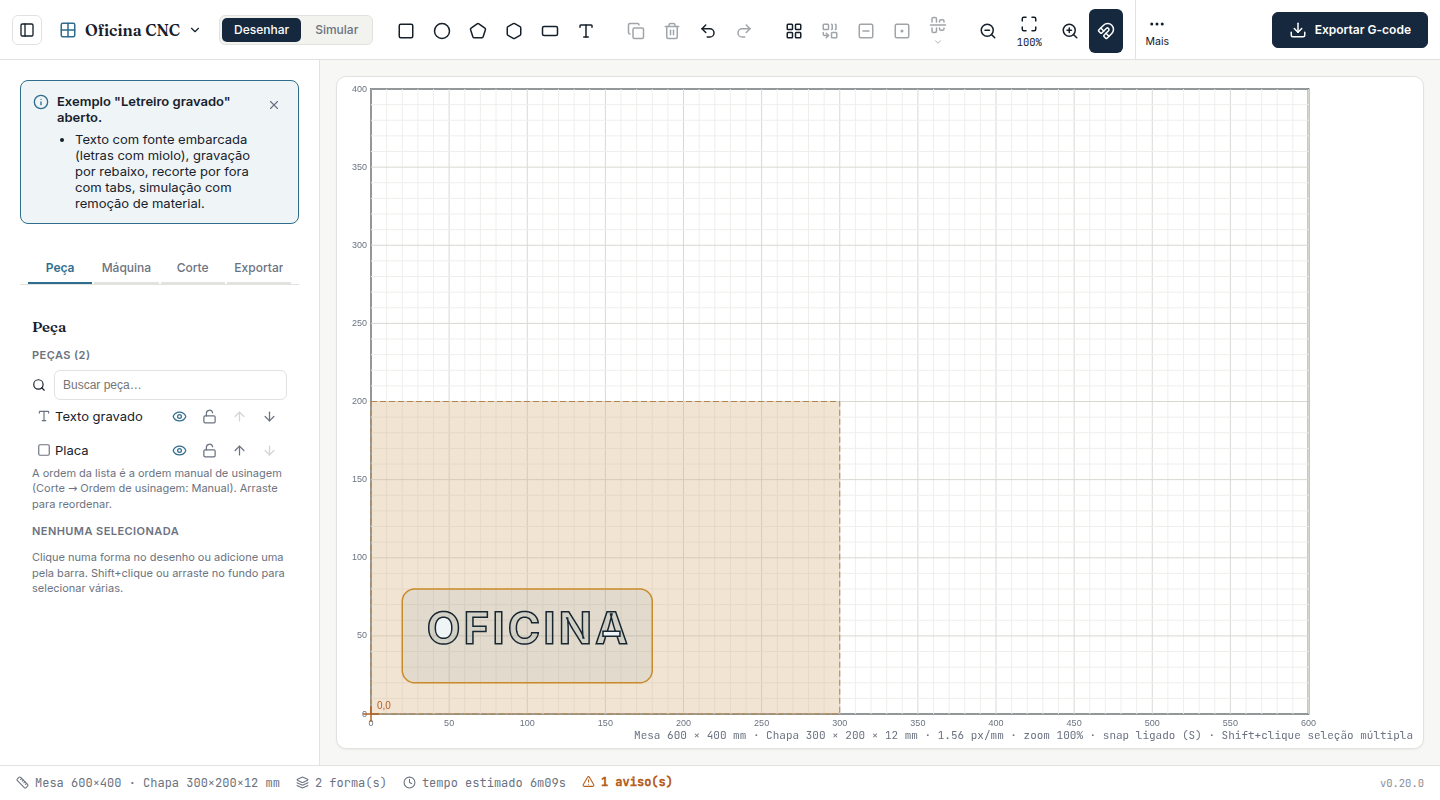 Oficina CNC
Desenhar
Simular
100%
Mais
Exportar G-code
Exemplo "Letreiro gravado"
aberto.
• Texto com fonte embarcada
(letras com miolo), gravação
por rebaixo, recorte por fora
com tabs, simulação com
remoção de material.
Peça
Máquina
Corte
Exportar
Peça
PEÇAS (2)
Buscar peça…
Texto gravado
Placa
A ordem da lista é a ordem manual de usinagem
(Corte → Ordem de usinagem: Manual). Arraste
para reordenar.
NENHUMA SELECIONADA
Clique numa forma no desenho ou adicione uma
pela barra. Shift+clique ou arraste no fundo para
selecionar várias.
400
350
300
250
200
150
100
50
0
OFICINA
0,0
0
50
100
150
200
250
300
350
400
450
500
550
600
Mesa 600 × 400 mm · Chapa 300 × 200 × 12 mm · 1.56 px/mm · zoom 100% · snap ligado (S) · Shift+clique seleção múltipla
Mesa 600×400 · Chapa 300×200×12 mm
2 forma(s)
tempo estimado 6m09s
1 aviso(s)
v0.20.0